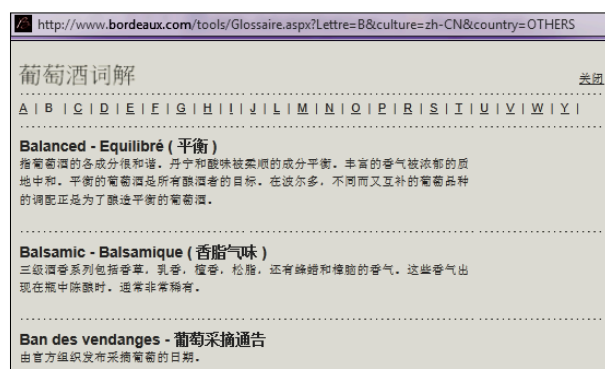 http://www.bordeaux.com/tools/Glossaire.aspx?Lettre=B&culture=zh-CN&country=OTHERS
葡萄酒词解
关闭
A | B | C | D | E | F | G | H | I | J | L | M | N | O | P | R | S | T | U | V | W | Y |
Balanced - Equilibré ( 平衡 )
指葡萄酒的各成分很和谐。丹宁和酸味被柔顺的成分平衡。丰富的香气被浓郁的质
地中和。平衡的葡萄酒是所有酿酒者的目标。在波尔多，不同而又互补的葡萄品种
的调配正是为了酿造平衡的葡萄酒。
Balsamic - Balsamique ( 香脂气味 )
三级酒香系列包括香草，乳香，檀香，松脂，还有蜂蜡和樟脑的香气。这些香气出
现在瓶中陈酿时。通常非常稀有。
Ban des vendanges - 葡萄采摘通告
由官方组织发布采摘葡萄的日期。